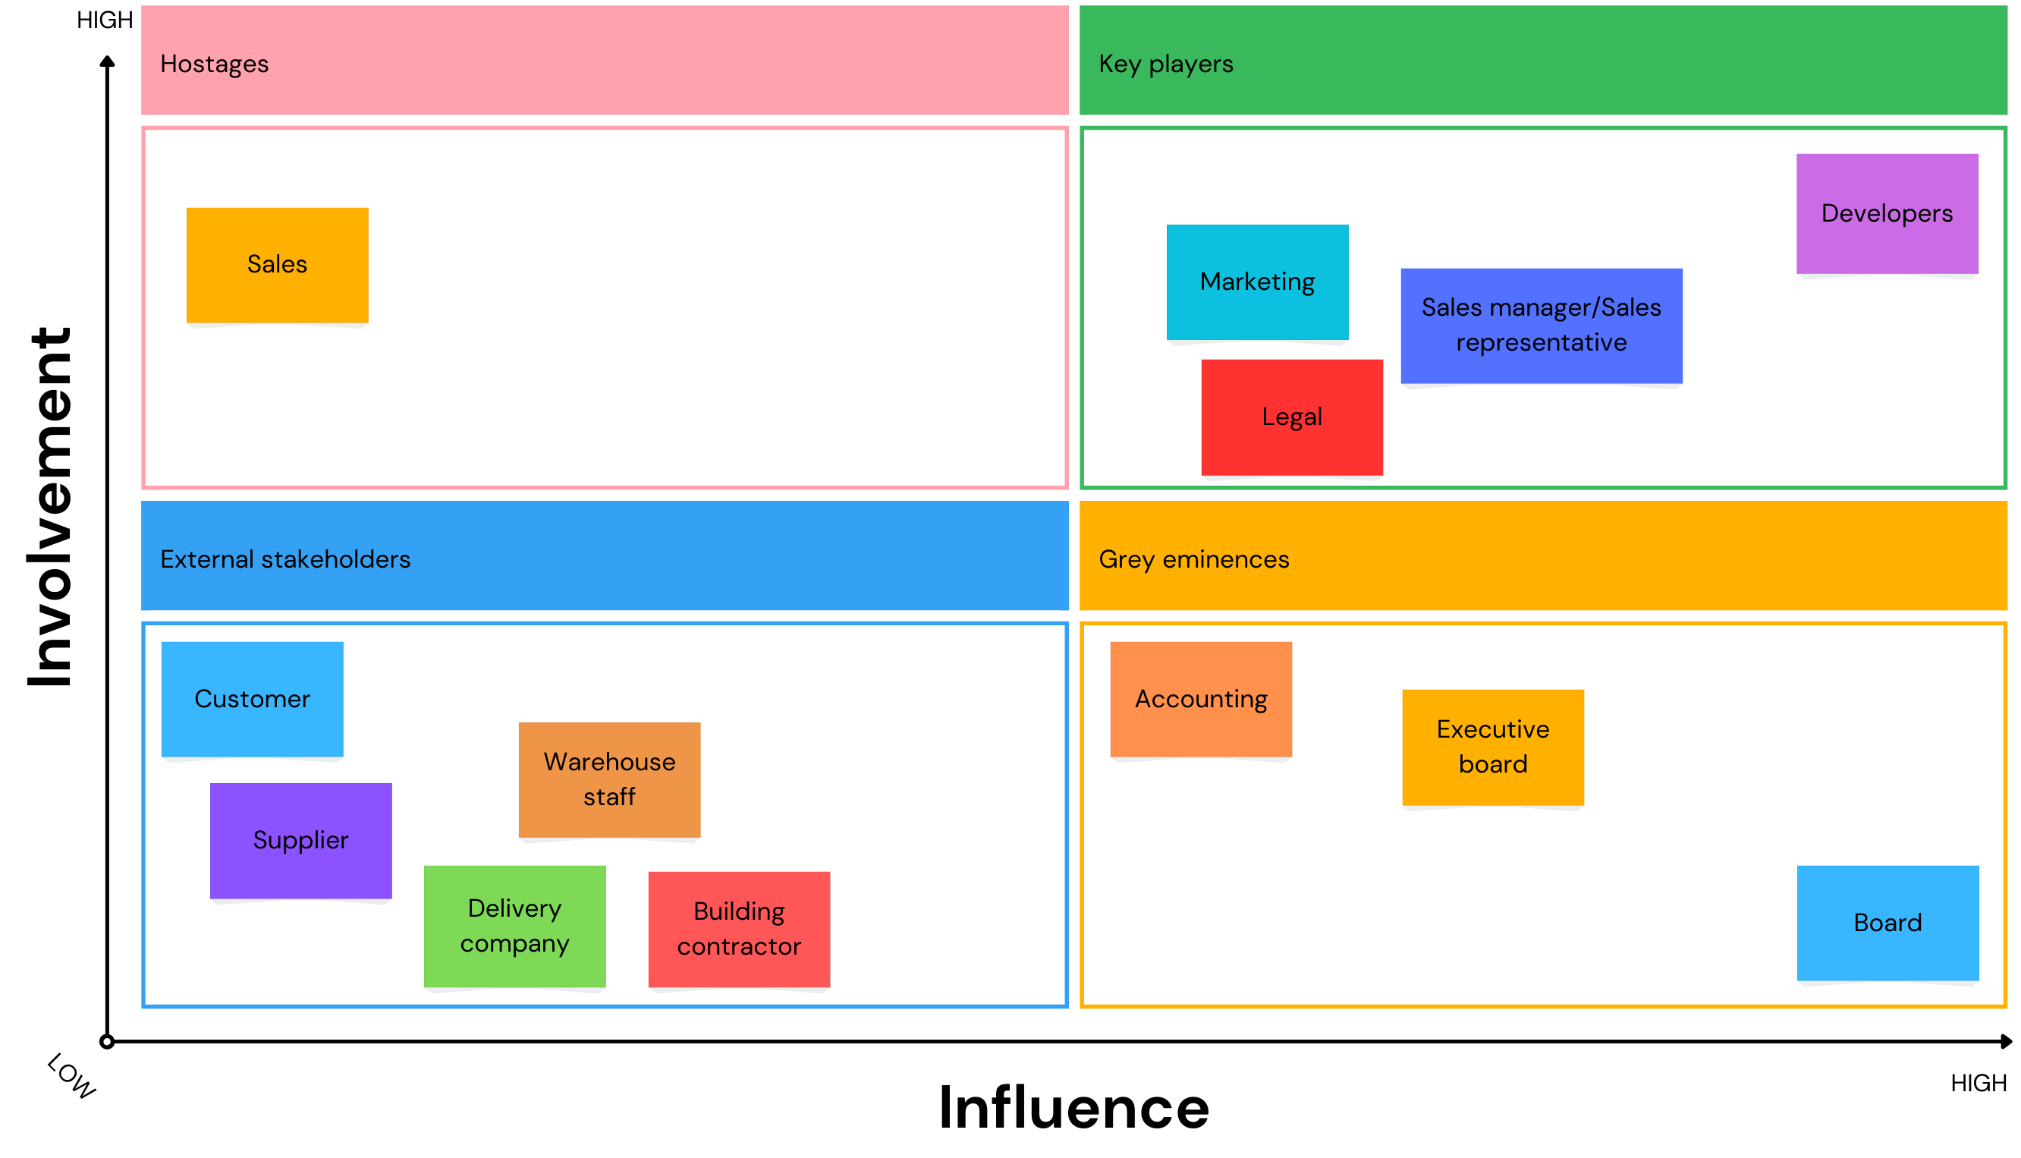 HIGH
Hostages
Key players
Sales
Developers
Marketing
Sales manager/Sales
representative
Legal
Involvement
External stakeholders
Grey eminences
Customer
Warehouse
staff
Supplier
Delivery
company
Building
contractor
Accounting
Executive
board
Board
LOW
HIGH
Influence